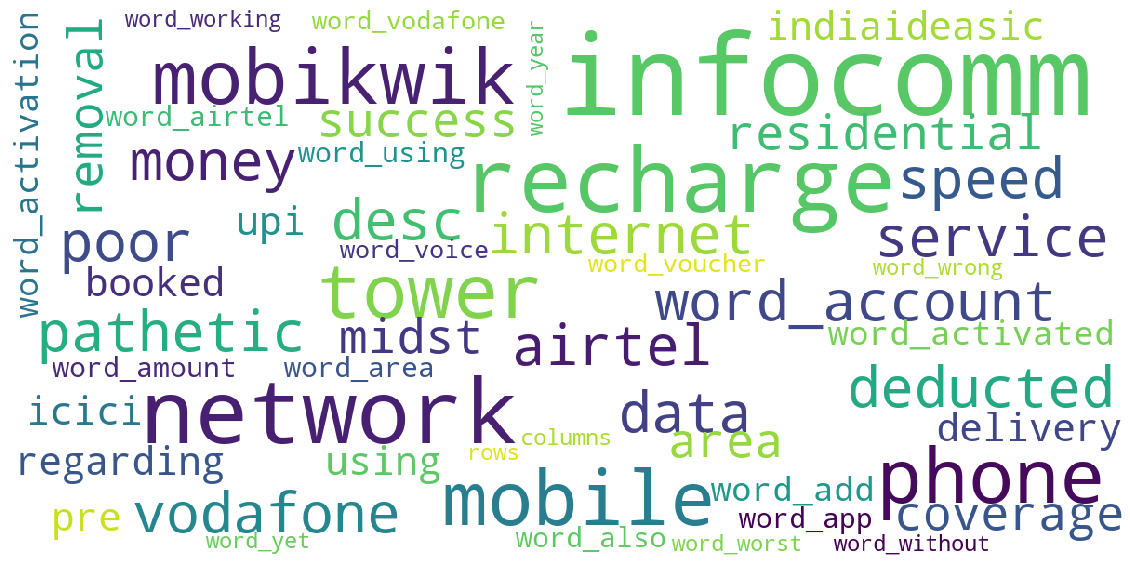 word_working
word_vodafone
indiaideasic
word_activation
removal
mobikwik
word_year
infocomm
word_airtel
success
residential
money
word_using
recharge
speed
upi
desc
internet
service
poor
word_voice
word_voucher
word_wrong
booked
tower
word_account
pathetic
midst
airtel
word_activated
word_amount
word_area
deducted
icici
network
data
delivery
columns
area
regarding
rows
using
mobile
phone
word_add
pre
vodafone
word_app
coverage
word_yet
word_also
word_worst
word_without